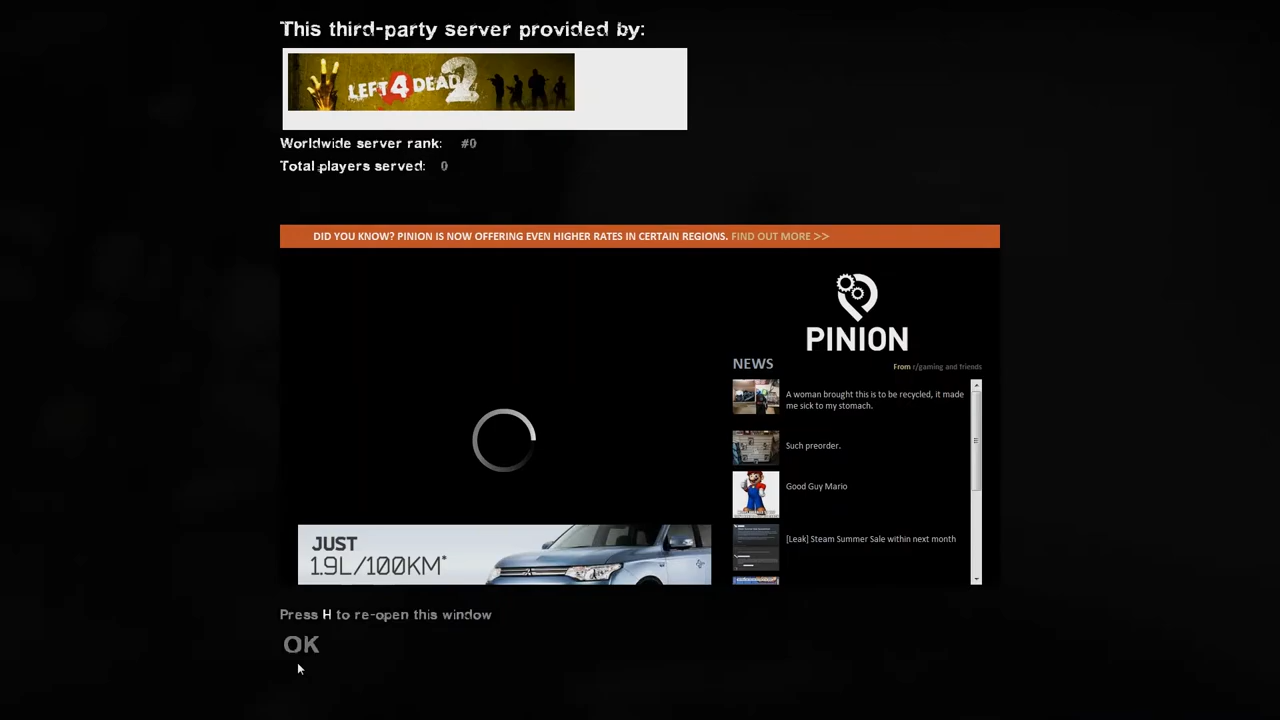 This third-party server provided by:
LEFT 4 DEAD 2
Worldwide server rank: #0
Total players served: 0
DID YOU KNOW? PINION IS NOW OFFERING EVEN HIGHER RATES IN CERTAIN REGIONS. FIND OUT MORE >>
PINION
NEWS
From r/gaming and friends
A woman brought this is to be recycled, it made
me sick to my stomach.
Such preorder.
Good Guy Mario
[Leak] Steam Summer Sale within next month
JUST
1.9L/100KM*
Press H to re-open this window
OK